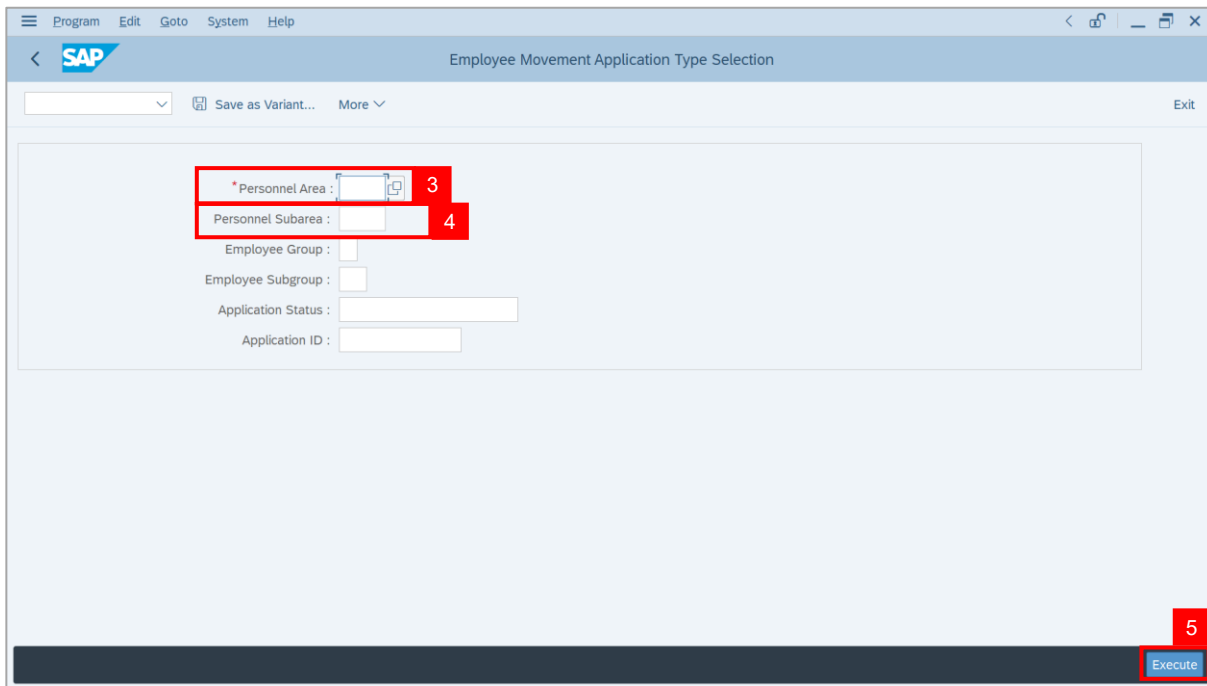 Program Edit Goto System Help
SAP Employee Movement Application Type Selection
Save as Variant... More Exit
*Personnel Area : 3
Personnel Subarea : 4
Employee Group :
Employee Subgroup :
Application Status :
Application ID :
5
Execute